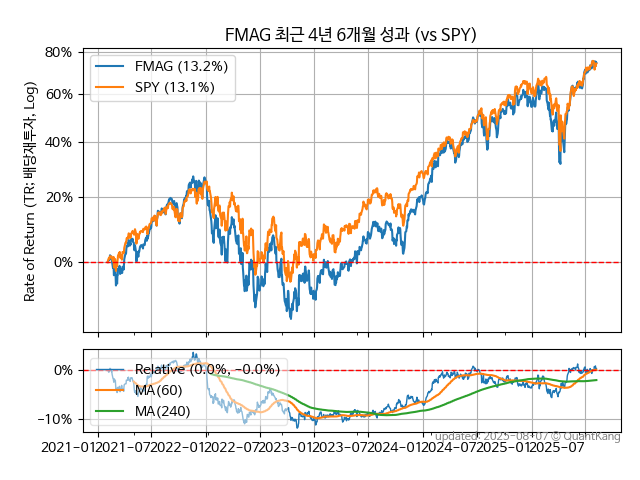 FMAG 최근 4년 6개월 성과 (vs SPY)
80%
60%
40%
20%
0%
Rate of Return (TR: 배당재투자, Log)
FMAG (13.2%)
SPY (13.1%)
0%
−10%
Relative (0.0%, −0.0%)
MA(60)
MA(240)
2021-01
2021-07
2022-01
2022-07
2023-01
2023-07
2024-01
2024-07
2025-01
2025-07
updated: 2025-08-07 © QuantKang